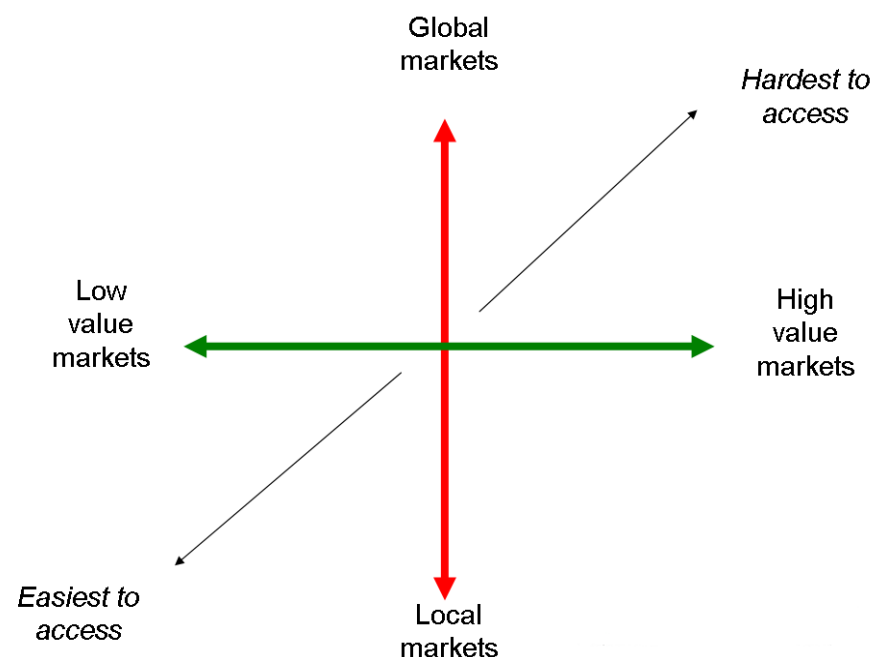 Global
markets
Hardest to
access
Low
value
markets
High
value
markets
Easiest to
access
Local
markets